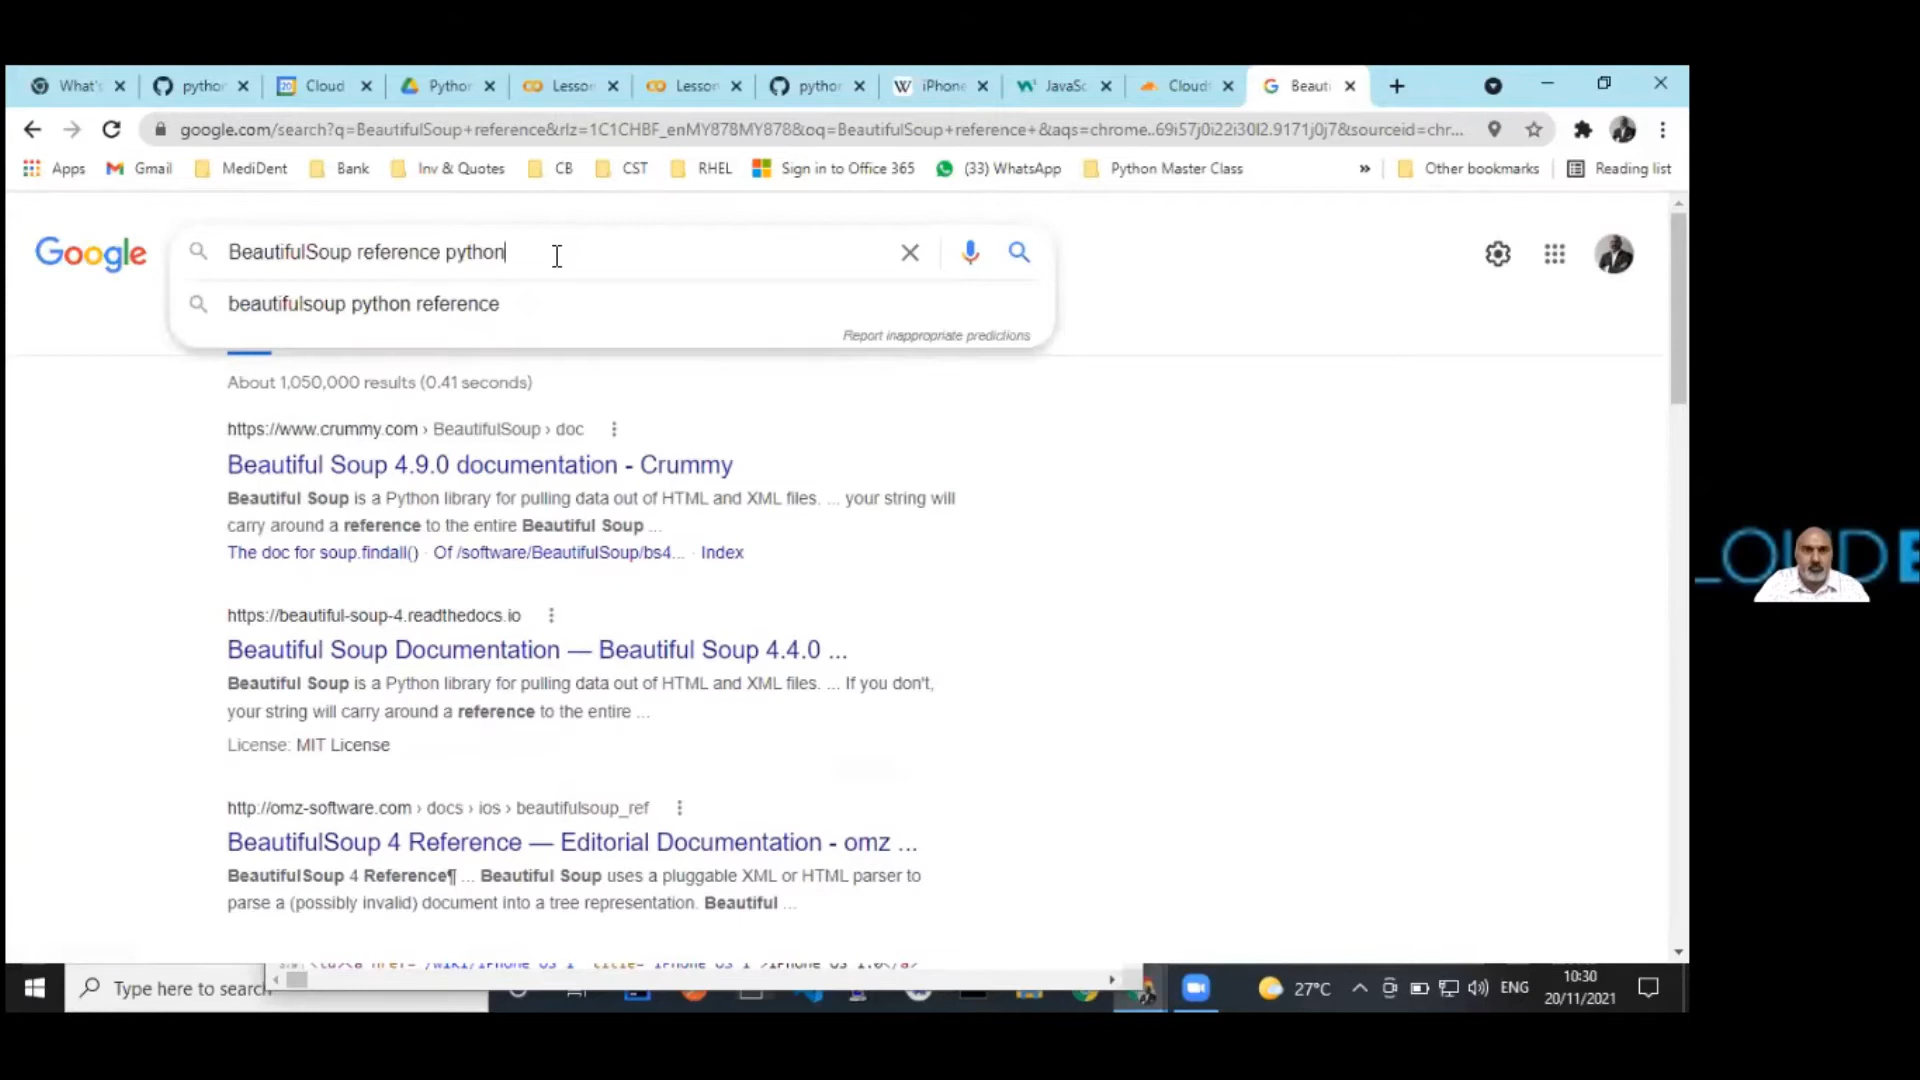 What's
pythor
Cloud
Pythor
Lesso
Lesson
pythor
iPhone
JavaSc
Cloud
Beauti
google.com/search?q=BeautifulSoup+reference&rlz=1C1CHBF_enMY878MY878&oq=BeautifulSoup+reference+&aqs=chrome..69i57j0i22i30l2.9171j0j7&sourceid=chr...
Apps
Gmail
MediDent
Bank
Inv & Quotes
CB
CST
RHEL
Sign in to Office 365
(33) WhatsApp
Python Master Class
»
Other bookmarks
Reading list
Google
BeautifulSoup reference python
beautifulsoup python reference
Report inappropriate predictions
About 1,050,000 results (0.41 seconds)
https://www.crummy.com › BeautifulSoup › doc
Beautiful Soup 4.9.0 documentation - Crummy
Beautiful Soup is a Python library for pulling data out of HTML and XML files. ... your string will
carry around a reference to the entire Beautiful Soup ...
The doc for soup.findall() · Of /software/BeautifulSoup/bs4... · Index
https://beautiful-soup-4.readthedocs.io
Beautiful Soup Documentation — Beautiful Soup 4.4.0 ...
Beautiful Soup is a Python library for pulling data out of HTML and XML files. ... If you don't,
your string will carry around a reference to the entire ...
License: MIT License
http://omz-software.com › docs › ios › beautifulsoup_ref
BeautifulSoup 4 Reference — Editorial Documentation - omz ...
BeautifulSoup 4 Reference¶ ... Beautiful Soup uses a pluggable XML or HTML parser to
parse a (possibly invalid) document into a tree representation. Beautiful ...
Type here to search
27°C
ENG
10:30
20/11/2021